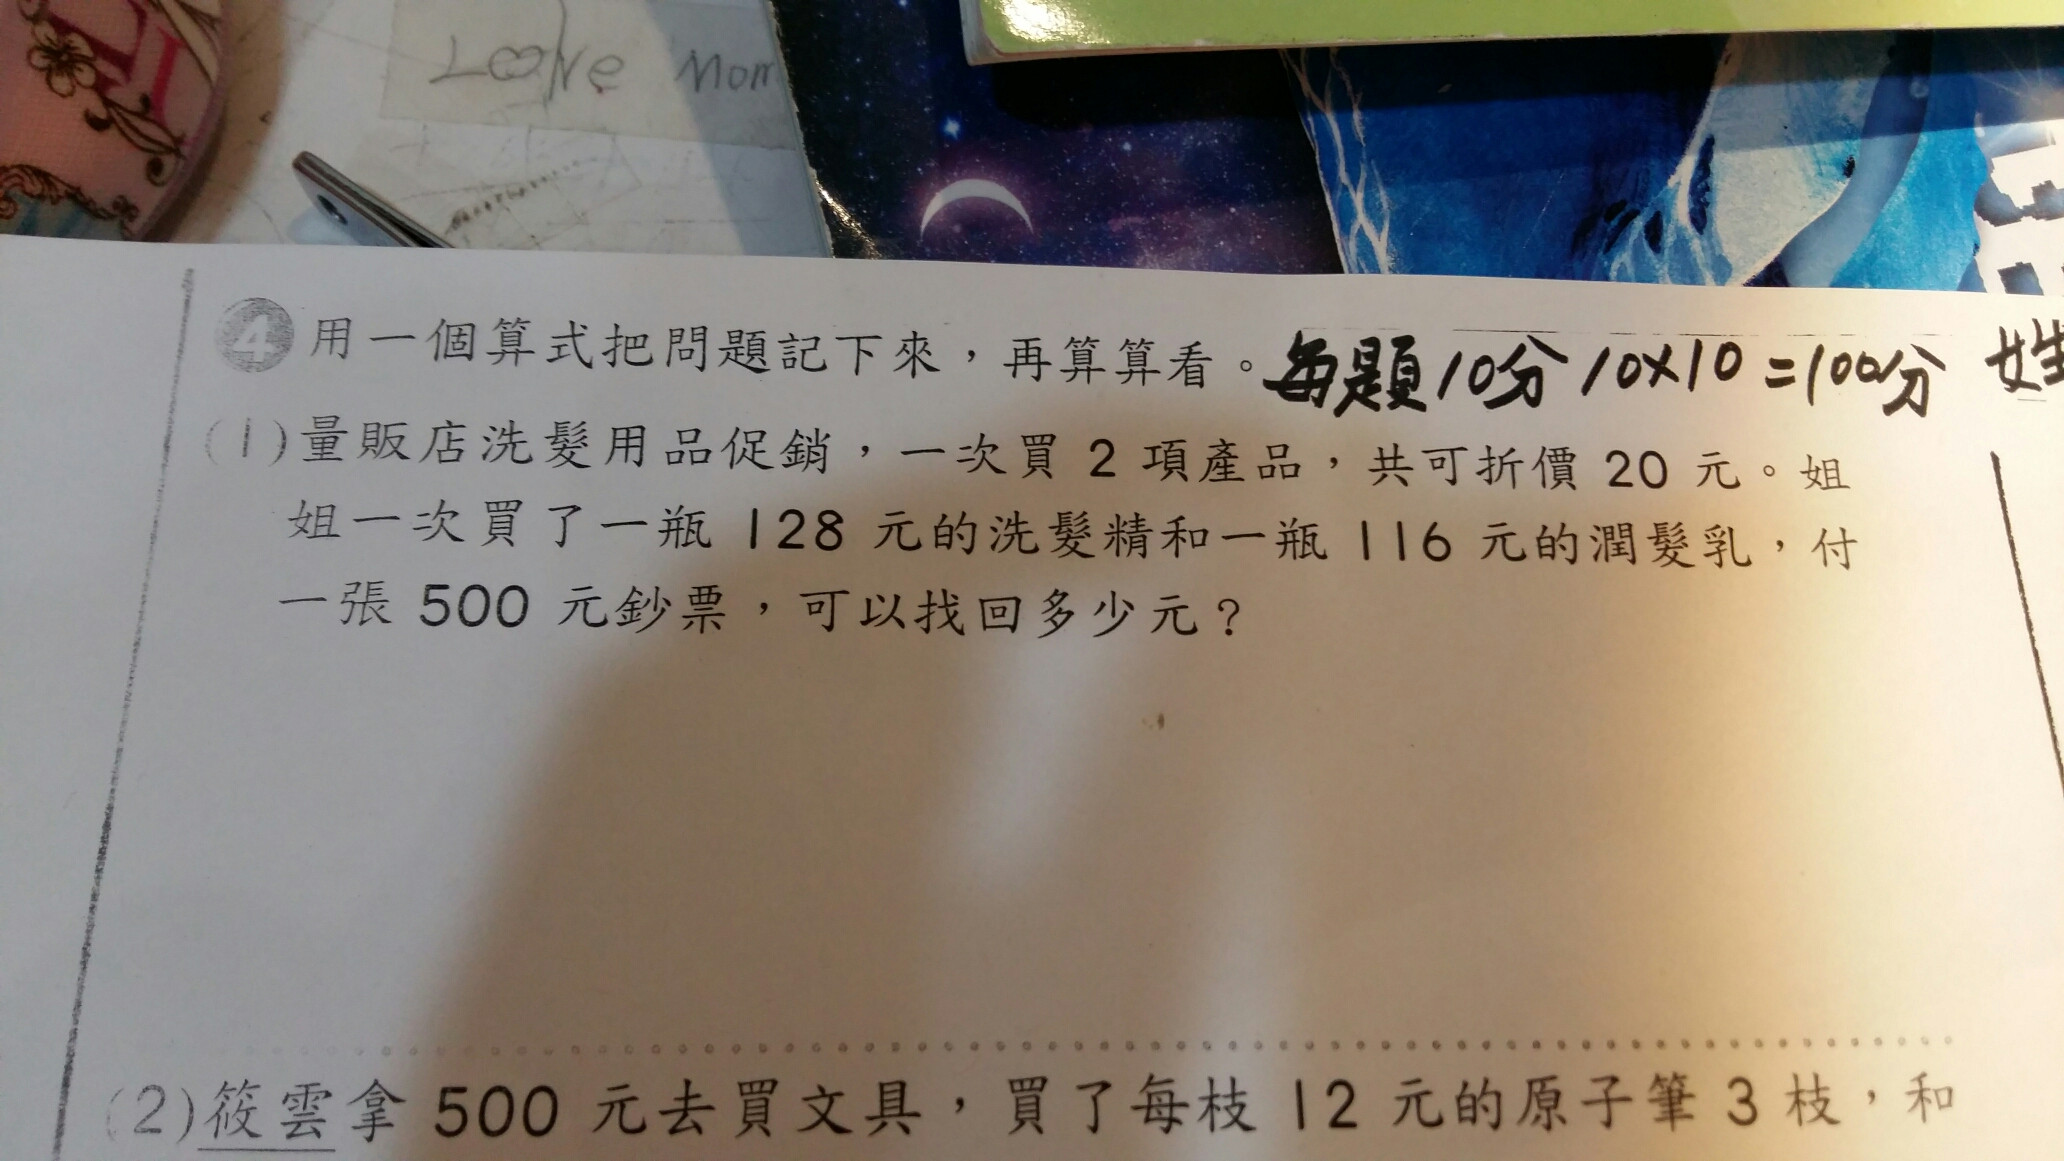 Loove Mom
4 用一個算式把問題記下來，再算算看。每題10分 10×10=100分 姓
(1)量販店洗髮用品促銷，一次買 2 項產品，共可折價 20 元。姐
姐一次買了一瓶 128 元的洗髮精和一瓶 116 元的潤髮乳，付
一張 500 元鈔票，可以找回多少元？
(2)筱雲拿 500 元去買文具，買了每枝 12 元的原子筆 3 枝，和